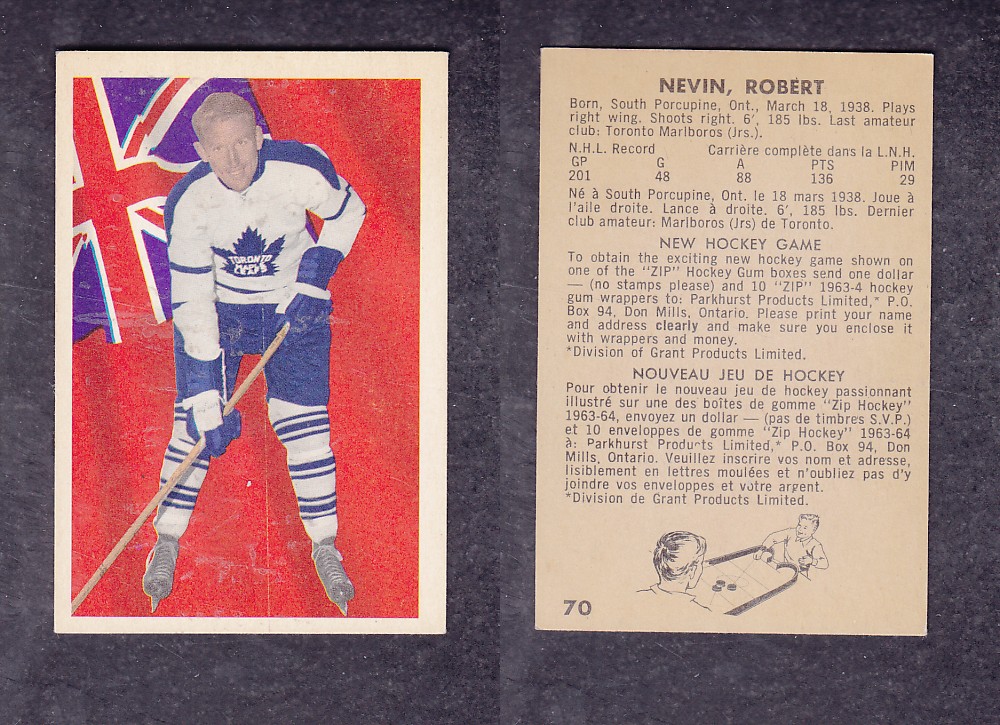 TORONTO
MAPLE
LEAFS
NEVIN, ROBERT
Born, South Porcupine, Ont., March 18, 1938. Plays
right wing. Shoots right. 6', 185 lbs. Last amateur
club: Toronto Marlboros (Jrs.).
N.H.L. Record Carrière complète dans la L.N.H.
GP G A PTS PIM
201 48 88 136 29
Né à South Porcupine, Ont. le 18 mars 1938. Joue à
l'aile droite. Lance à droite. 6', 185 lbs. Dernier
club amateur: Marlboros (Jrs) de Toronto.
NEW HOCKEY GAME
To obtain the exciting new hockey game shown on
one of the "ZIP" Hockey Gum boxes send one dollar
— (no stamps please) and 10 "ZIP" 1963-4 hockey
gum wrappers to: Parkhurst Products Limited,* P.O.
Box 94, Don Mills, Ontario. Please print your name
and address clearly and make sure you enclose it
with wrappers and money.
*Division of Grant Products Limited.
NOUVEAU JEU DE HOCKEY
Pour obtenir le nouveau jeu de hockey passionnant
illustré sur une des boîtes de gomme "Zip Hockey"
1963-64, envoyez un dollar — (pas de timbres S.V.P.)
et 10 enveloppes de gomme "Zip Hockey" 1963-64
à: Parkhurst Products Limited,* P.O. Box 94, Don
Mills, Ontario. Veuillez inscrire vos nom et adresse,
lisiblement en lettres moulées et n'oubliez pas d'y
joindre vos enveloppes et votre argent.
*Division de Grant Products Limited.
70